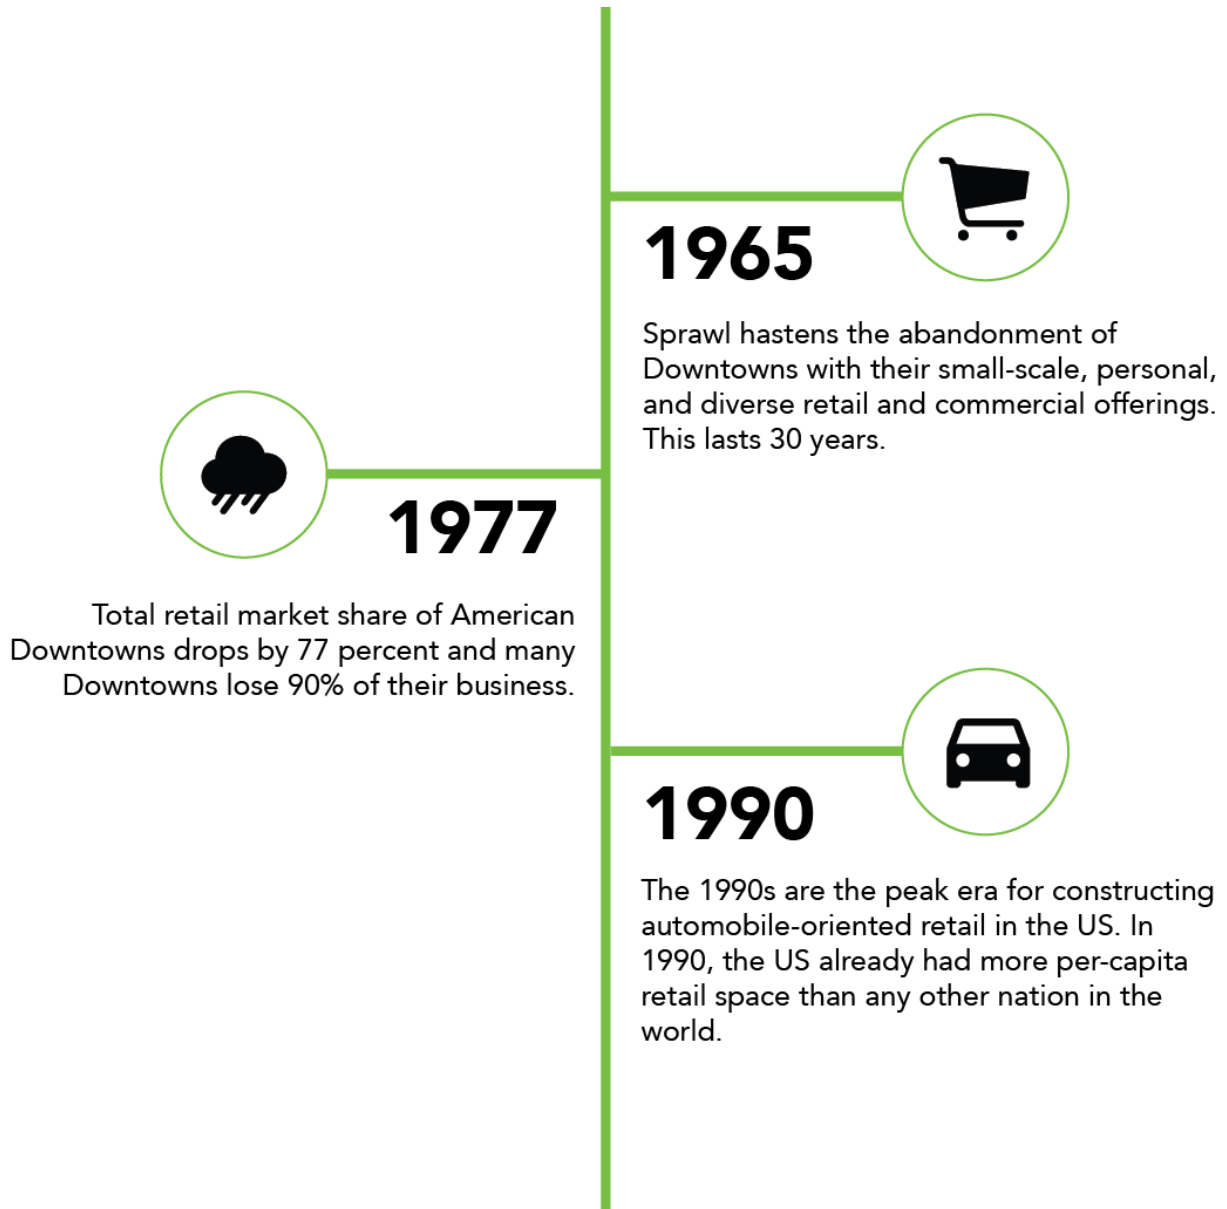 1965
Sprawl hastens the abandonment of
Downtowns with their small-scale, personal,
and diverse retail and commercial offerings.
This lasts 30 years.
1977
Total retail market share of American
Downtowns drops by 77 percent and many
Downtowns lose 90% of their business.
1990
The 1990s are the peak era for constructing
automobile-oriented retail in the US. In
1990, the US already had more per-capita
retail space than any other nation in the
world.